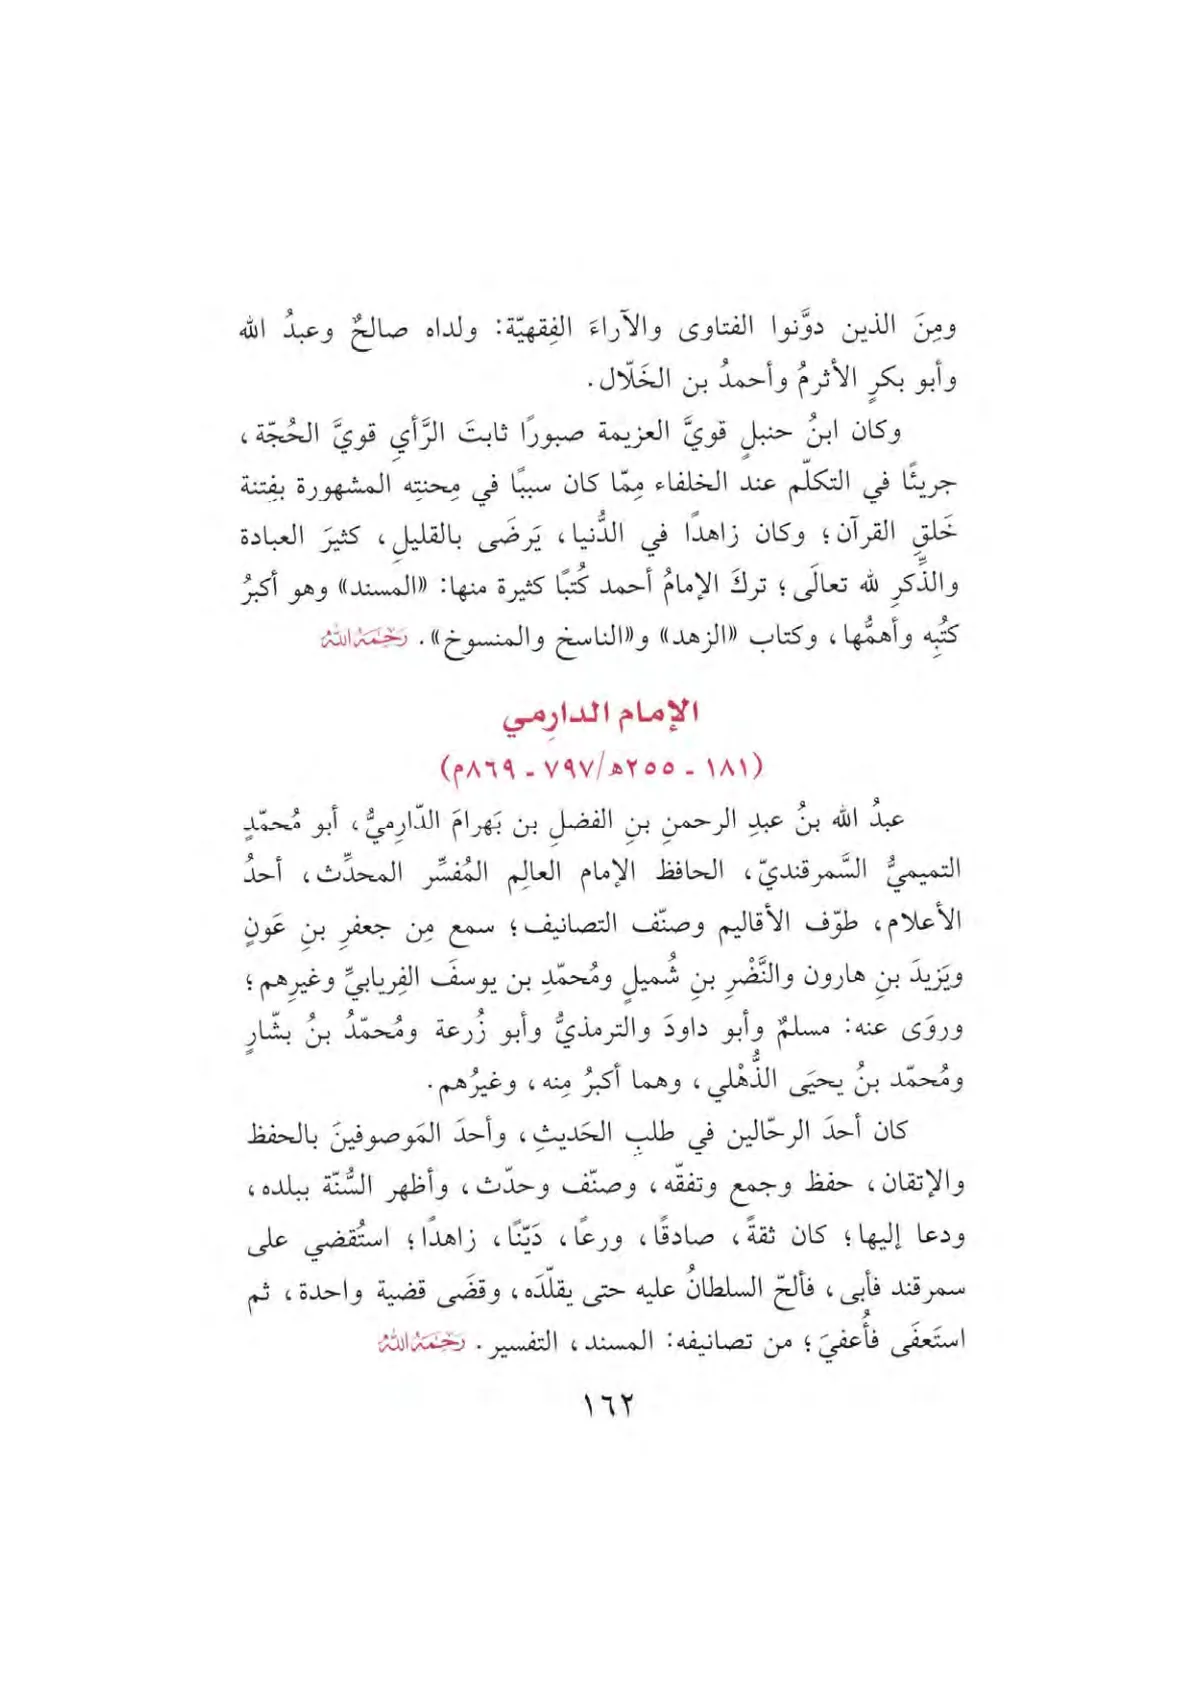 ومِنَ الذين دوَّنوا الفتاوى والآراءَ الفِقهيّة: ولداه صالحٌ وعبدُ الله
وأبو بكرٍ الأثرمُ وأحمدُ بن الخَلّال.
وكان ابنُ حنبلٍ قويَّ العزيمة صبورًا ثابتَ الرَّأيِ قويَّ الحُجّة،
جريئًا في التكلّم عند الخلفاء مِمّا كان سببًا في مِحنتِه المشهورة بفِتنة
خَلقِ القرآن؛ وكان زاهدًا في الدُّنيا، يَرضَى بالقليلِ، كثيرَ العبادة
والذِّكرِ لله تعالَى؛ تركَ الإمامُ أحمد كُتبًا كثيرة منها: «المسند» وهو أكبرُ
كتُبِه وأهمُّها، وكتاب «الزهد» و«الناسخ والمنسوخ». رَحِمَهُ اللهُ
الإمام الدارِمي
(١٨١ - ٢٥٥ه/٧٩٧ - ٨٦٩م)
عبدُ الله بنُ عبدِ الرحمنِ بنِ الفضلِ بن بَهرامَ الدّارِميُّ، أبو مُحمّدٍ
التميميُّ السَّمرقنديّ، الحافظ الإمام العالِم المُفسِّر المحدِّث، أحدُ
الأعلام، طوّف الأقاليم وصنّف التصانيف؛ سمع مِن جعفرِ بنِ عَونٍ
ويَزيدَ بنِ هارون والنَّضْرِ بنِ شُميلٍ ومُحمّدِ بن يوسفَ الفِريابيِّ وغيرِهم؛
وروَى عنه: مسلمٌ وأبو داودَ والترمذيُّ وأبو زُرعة ومُحمّدُ بنُ بشّارٍ
ومُحمّد بنُ يحيَى الذُّهْلي، وهما أكبرُ مِنه، وغيرُهم.
كان أحدَ الرحّالين في طلبِ الحَديثِ، وأحدَ المَوصوفينَ بالحفظ
والإتقان، حفظ وجمع وتفقّه، وصنّف وحدّث، وأظهر السُّنّة ببلده،
ودعا إليها؛ كان ثقةً، صادقًا، ورعًا، دَيّنًا، زاهدًا؛ استُقضي على
سمرقند فأبى، فألحّ السلطانُ عليه حتى يقلّدَه، وقضَى قضية واحدة، ثم
استَعفَى فأُعفيَ؛ من تصانيفه: المسند، التفسير. رَحِمَهُ اللهُ
١٦٢